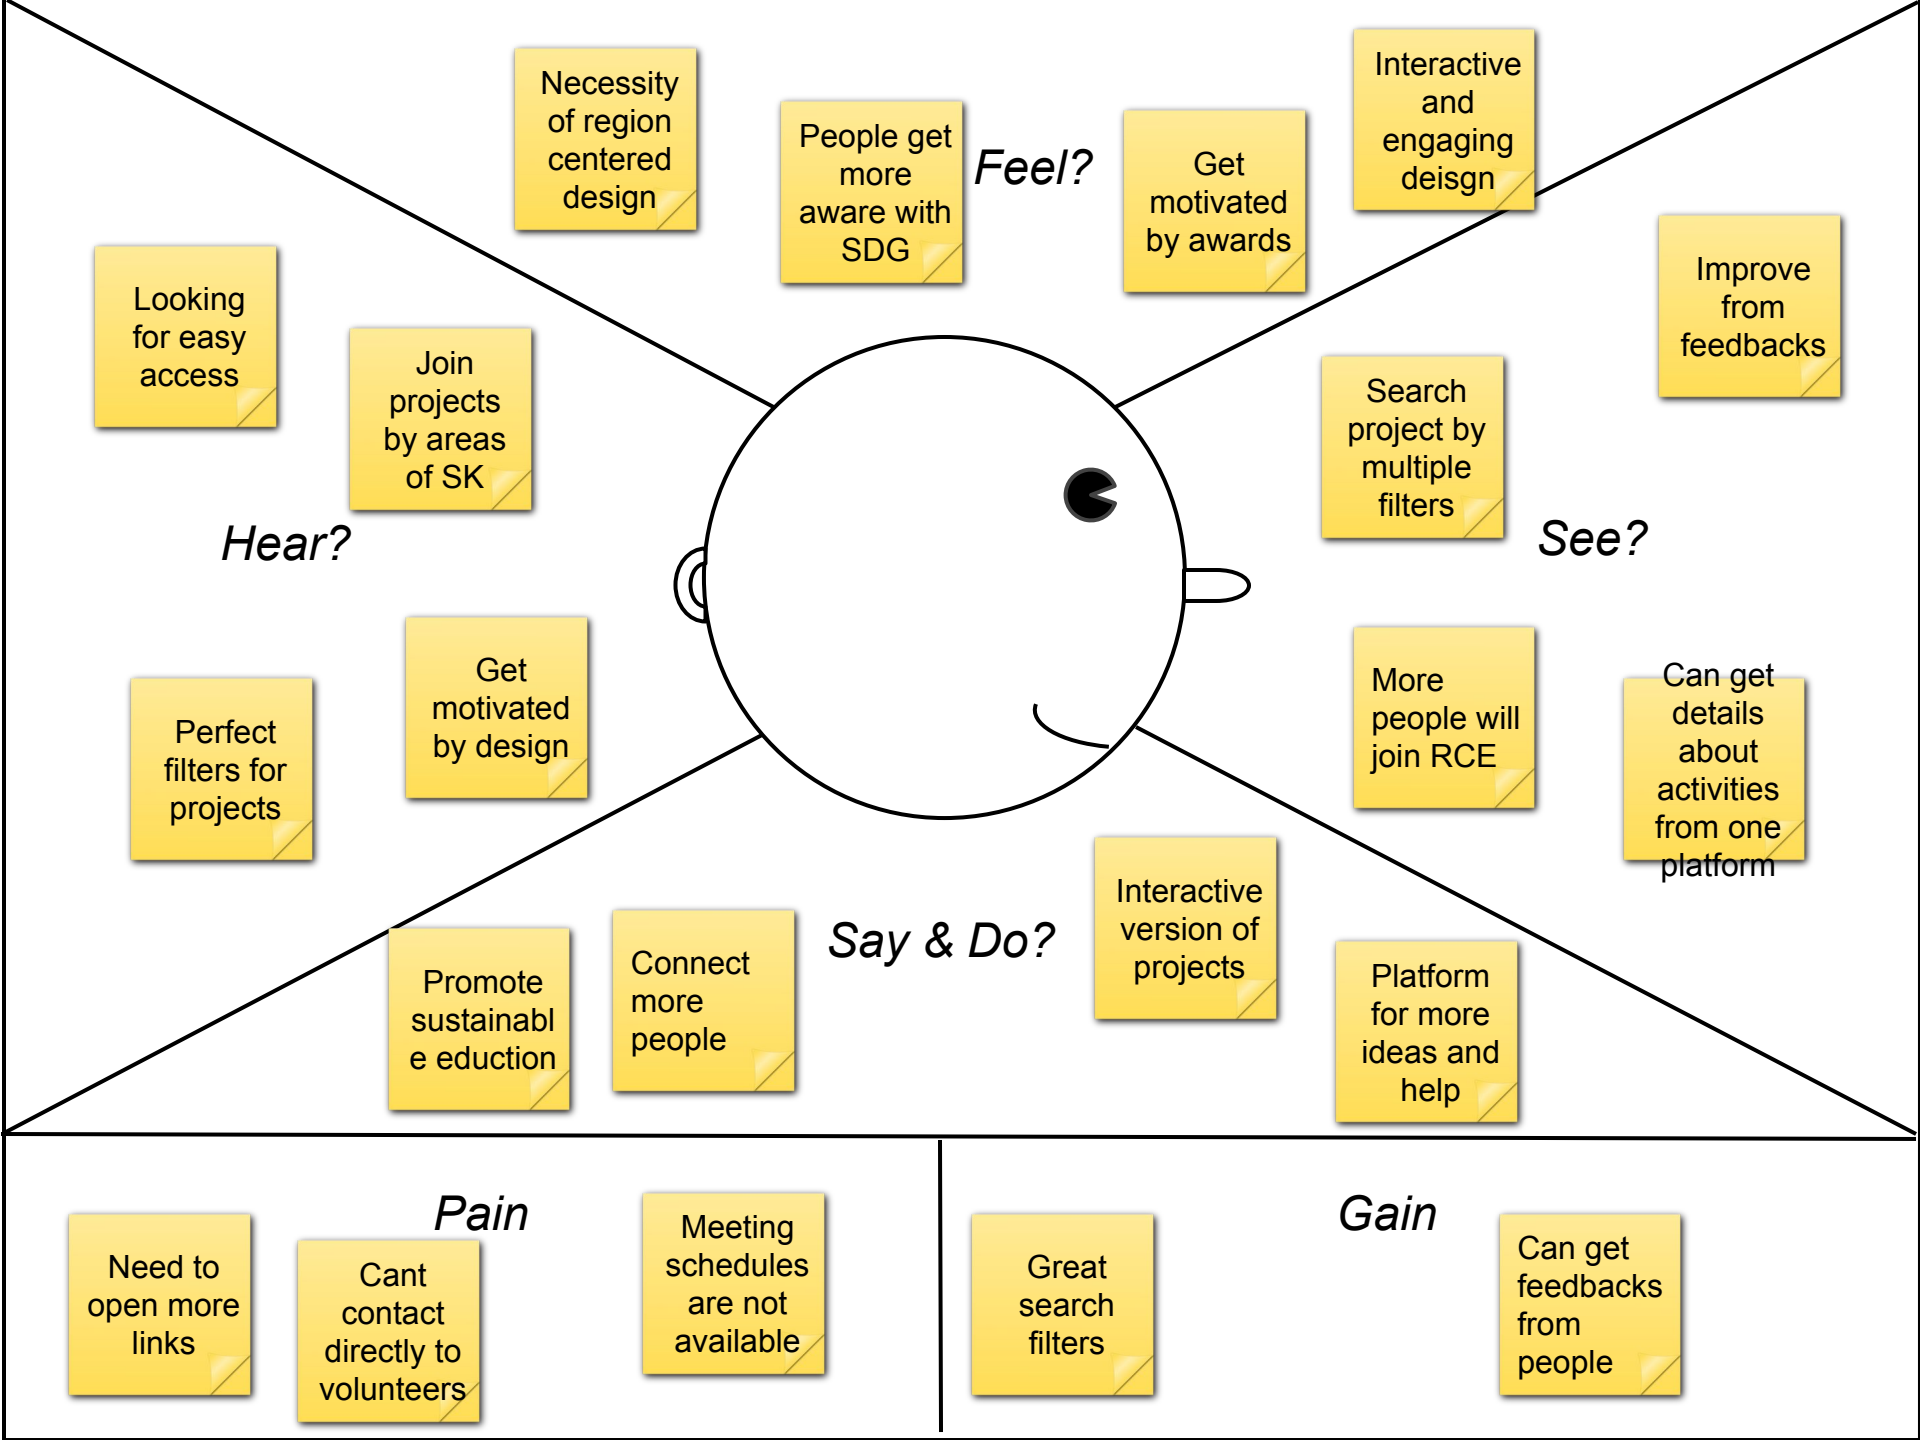 Necessity
of region
centered
design
People get
more
aware with
SDG
Feel?
Get
motivated
by awards
Interactive
and
engaging
deisgn
Looking
for easy
access
Join
projects
by areas
of SK
Hear?
Perfect
filters for
projects
Get
motivated
by design
Improve
from
feedbacks
Search
project by
multiple
filters
See?
More
people will
join RCE
Can get
details
about
activities
from one
platform
Promote
sustainabl
e eduction
Connect
more
people
Say & Do?
Interactive
version of
projects
Platform
for more
ideas and
help
Pain
Need to
open more
links
Cant
contact
directly to
volunteers
Meeting
schedules
are not
available
Gain
Great
search
filters
Can get
feedbacks
from
people